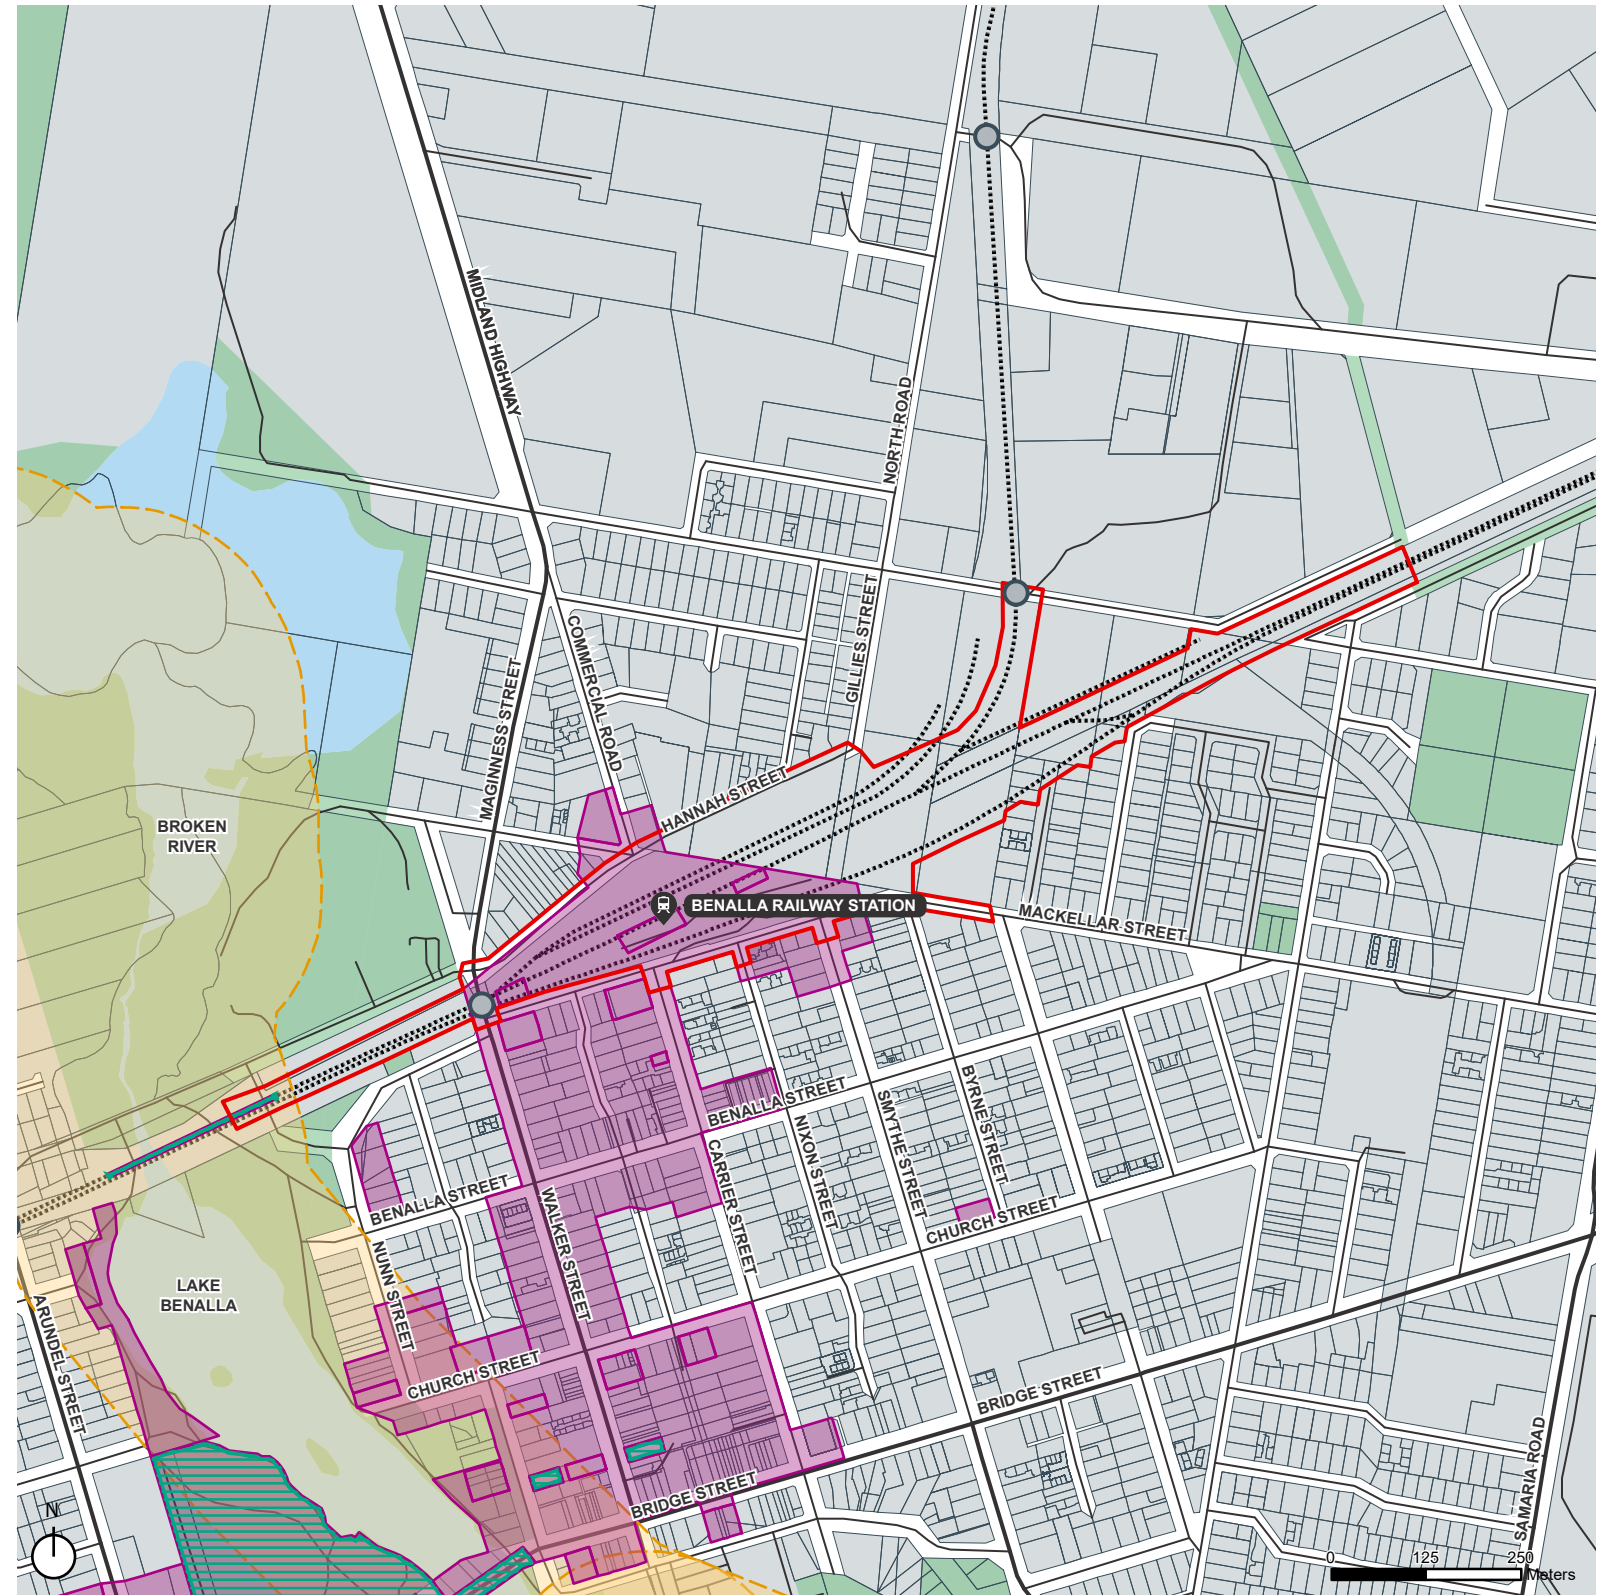 MIDLAND HIGHWAY
NORTH ROAD
GILLIES STREET
COMMERCIAL ROAD
MAGINNESS STREET
HANNAH STREET
BROKEN
RIVER
BENALLA RAILWAY STATION
MACKELLAR STREET
BENALLA STREET
BYRNE STREET
SMYTHE STREET
NIXON STREET
CARRIER STREET
BENALLA STREET
WALKER STREET
CHURCH STREET
NUNN STREET
LAKE
BENALLA
ARUNDEL STREET
CHURCH STREET
BRIDGE STREET
BRIDGE STREET
SAMARIA ROAD
N
0 125 250
Meters